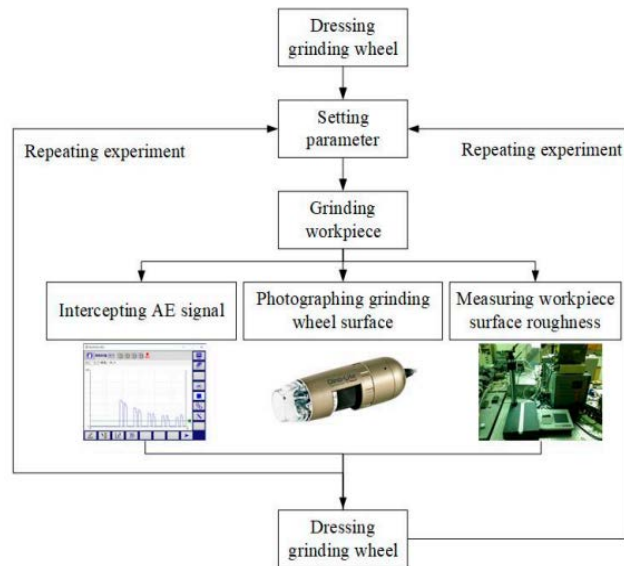 Dressing
grinding wheel
Setting
parameter
Repeating experiment
Repeating experiment
Grinding
workpiece
Intercepting AE signal
Photographing grinding
wheel surface
Measuring workpiece
surface roughness
Dressing
grinding wheel